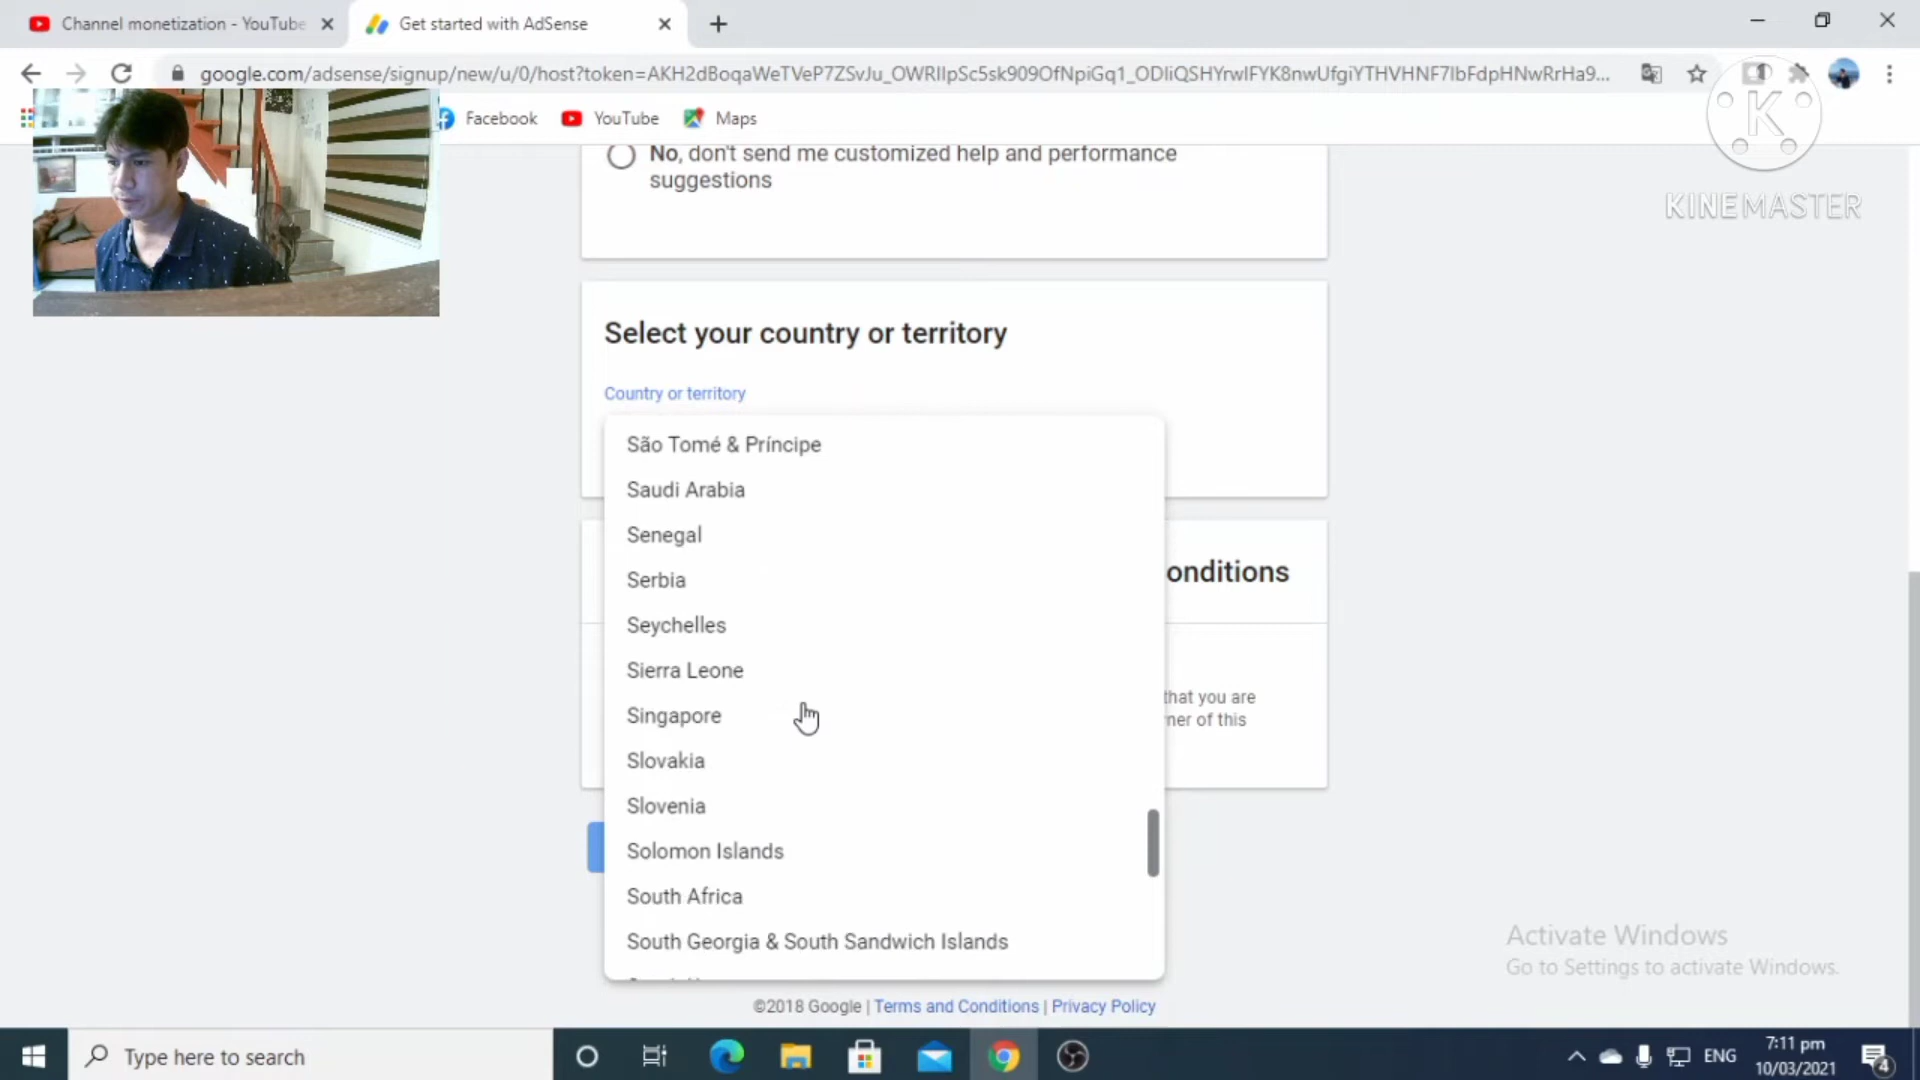 Channel monetization - YouTube
Get started with AdSense
google.com/adsense/signup/new/u/0/host?token=AKH2dBoqaWeTVeP7ZSvJu_OWRIIpSc5sk909OfNpiGq1_ODIiQSHYrwIFYK8nwUfgiYTHVHNF7IbFdpHNwRrHa9...
Facebook
YouTube
Maps
K
KINEMASTER
No, don't send me customized help and performance
suggestions
Select your country or territory
Country or territory
São Tomé & Príncipe
Saudi Arabia
Senegal
Serbia
Seychelles
Sierra Leone
Singapore
Slovakia
Slovenia
Solomon Islands
South Africa
South Georgia & South Sandwich Islands
onditions
that you are
ner of this
Activate Windows
Go to Settings to activate Windows.
©2018 Google | Terms and Conditions | Privacy Policy
Type here to search
ENG
7:11 pm
10/03/2021
4